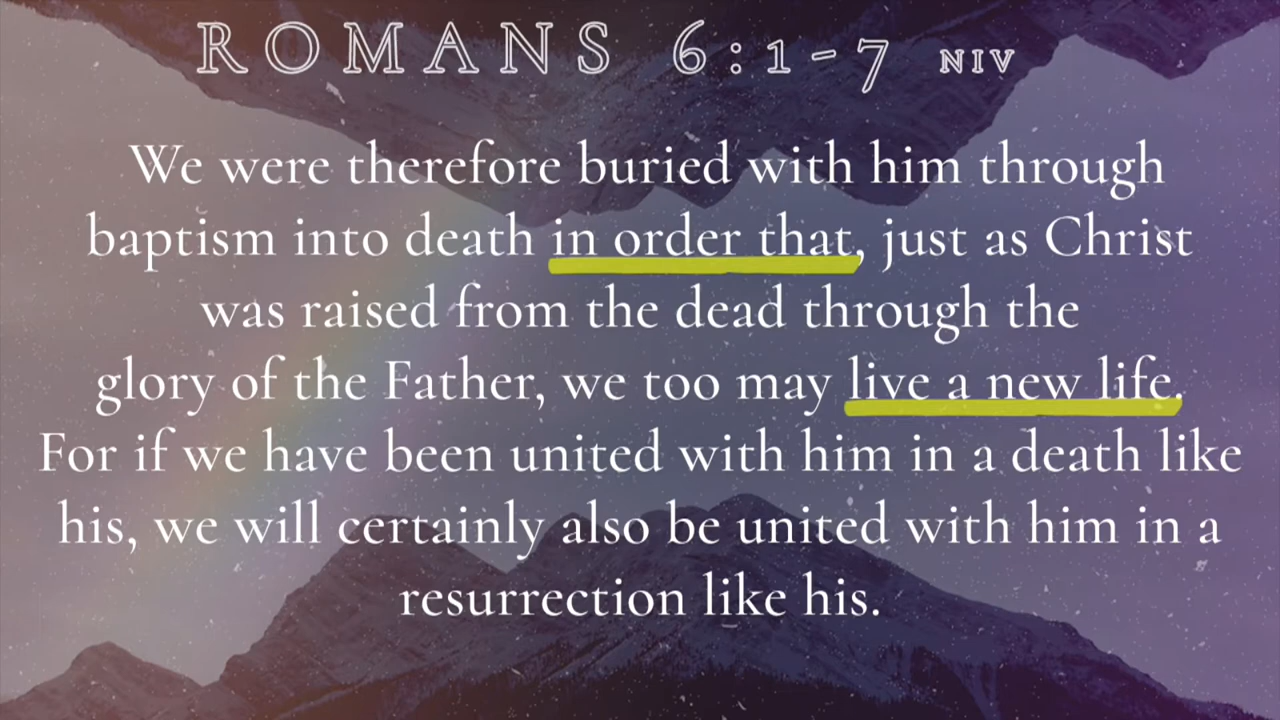 ROMANS 6:1-7 NIV
We were therefore buried with him through
baptism into death in order that, just as Christ
was raised from the dead through the
glory of the Father, we too may live a new life.
For if we have been united with him in a death like
his, we will certainly also be united with him in a
resurrection like his.